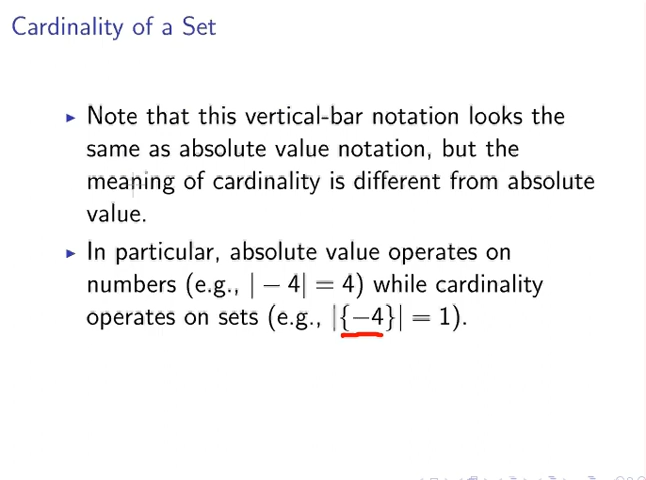 Cardinality of a Set
▶ Note that this vertical-bar notation looks the
same as absolute value notation, but the
meaning of cardinality is different from absolute
value.
▶ In particular, absolute value operates on
numbers (e.g., | − 4| = 4) while cardinality
operates on sets (e.g., |{−4}| = 1).